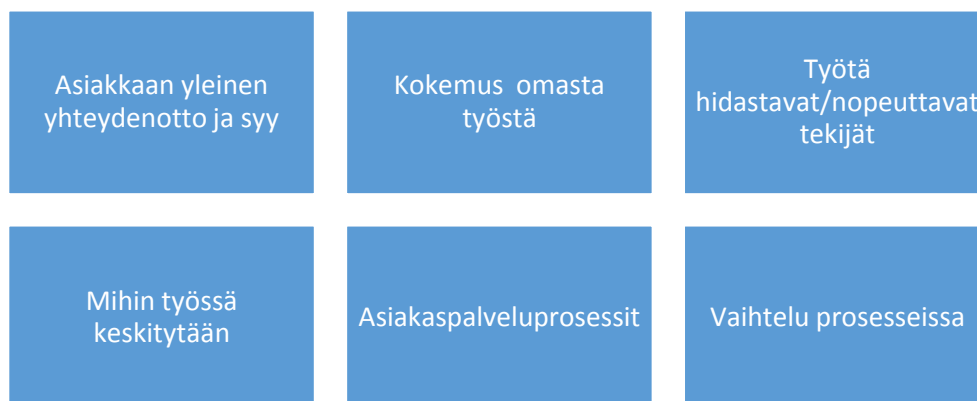 Asiakkaan yleinen
yhteydenotto ja syy
Kokemus omasta
työstä
Työtä
hidastavat/nopeuttavat
tekijät
Mihin työssä
keskitytään
Asiakaspalveluprosessit
Vaihtelu prosesseissa